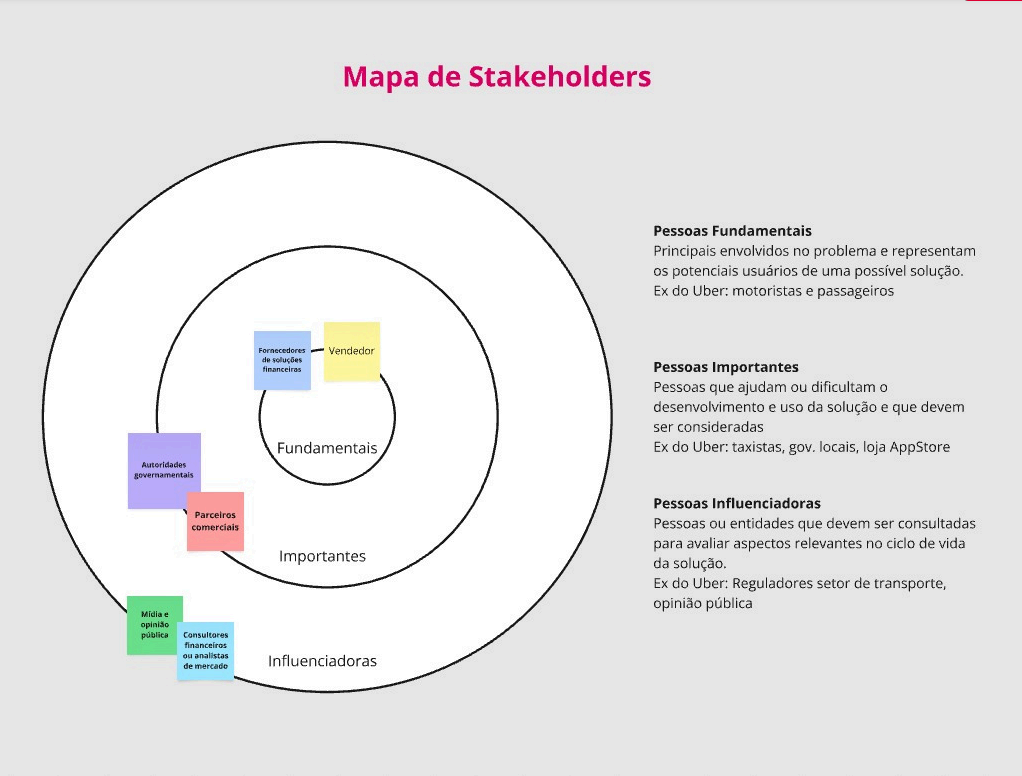 Mapa de Stakeholders
Fornecedores
de soluções
financeiras
Vendedor
Fundamentais
Autoridades
governamentais
Parceiros
comerciais
Importantes
Mídia e
opinião
pública
Consultores
financeiros
ou analistas
de mercado
Influenciadoras
Pessoas Fundamentais
Principais envolvidos no problema e representam
os potenciais usuários de uma possível solução.
Ex do Uber: motoristas e passageiros
Pessoas Importantes
Pessoas que ajudam ou dificultam o
desenvolvimento e uso da solução e que devem
ser consideradas
Ex do Uber: taxistas, gov. locais, loja AppStore
Pessoas Influenciadoras
Pessoas ou entidades que devem ser consultadas
para avaliar aspectos relevantes no ciclo de vida
da solução.
Ex do Uber: Reguladores setor de transporte,
opinião pública